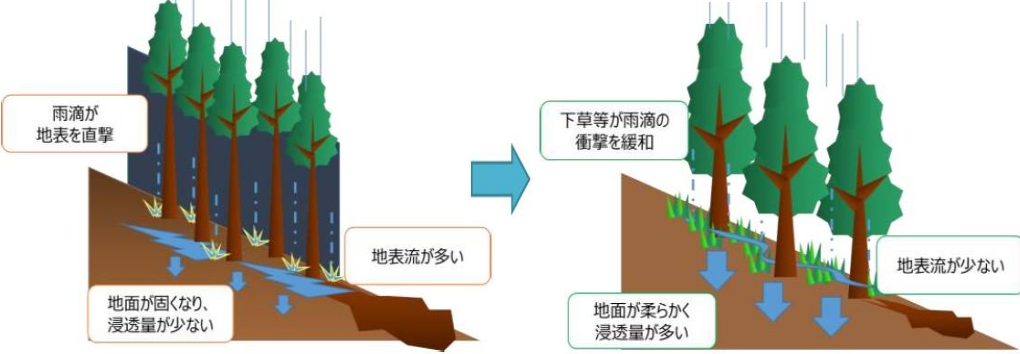 雨滴が
地表を直撃
地表流が多い
地面が固くなり、
浸透量が少ない
下草等が雨滴の
衝撃を緩和
地表流が少ない
地面が柔らかく
浸透量が多い